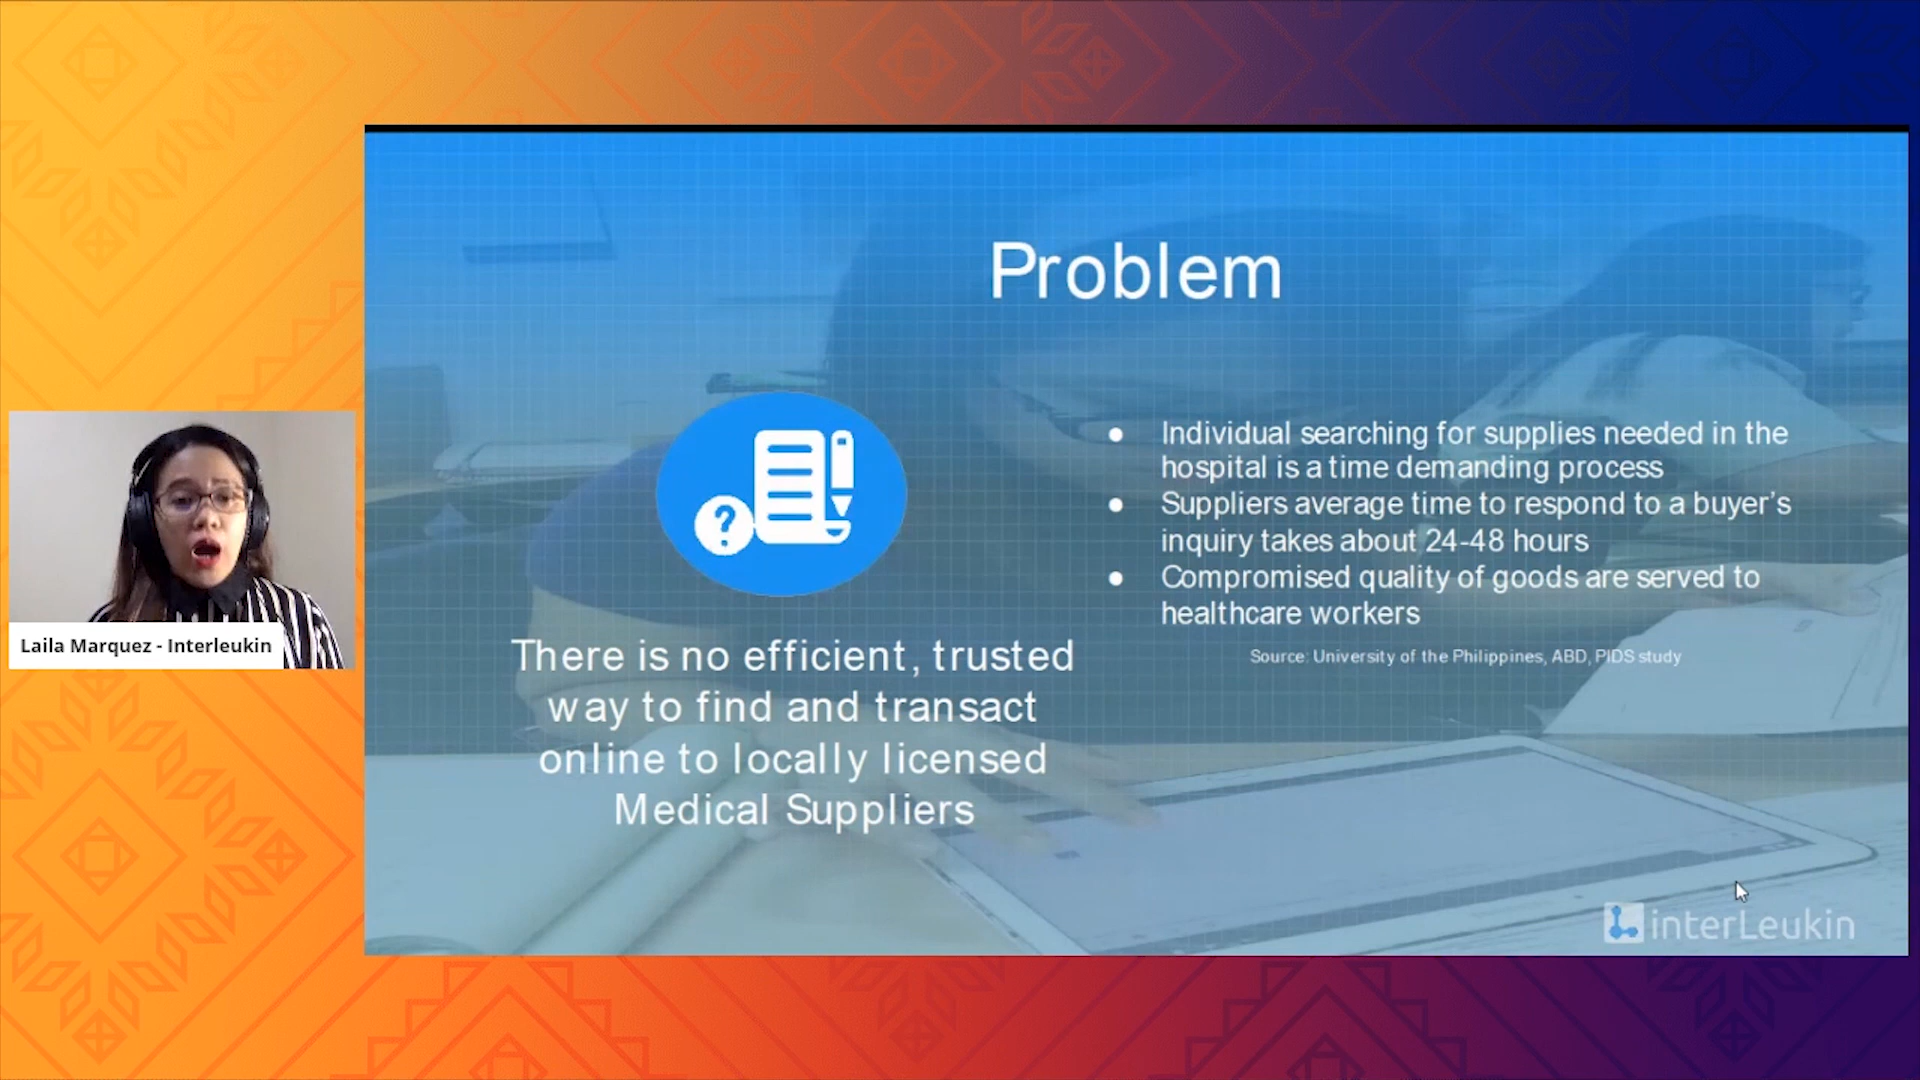 Problem
Individual searching for supplies needed in the
hospital is a time demanding process
Suppliers average time to respond to a buyer's
inquiry takes about 24-48 hours
Compromised quality of goods are served to
healthcare workers
Source: University of the Philippines, ABD, PIDS study
?
There is no efficient, trusted
way to find and transact
online to locally licensed
Medical Suppliers
Laila Marquez - Interleukin
interLeukin